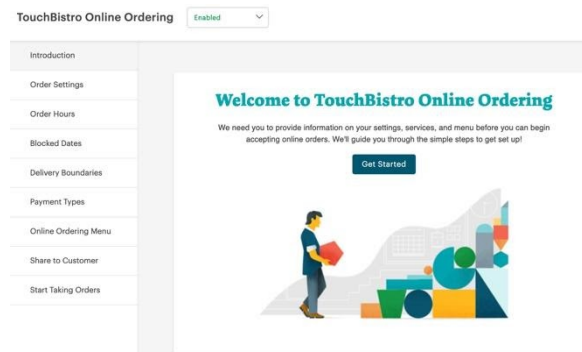 TouchBistro Online Ordering
Enabled
Introduction
Order Settings
Order Hours
Blocked Dates
Delivery Boundaries
Payment Types
Online Ordering Menu
Share to Customer
Start Taking Orders
Welcome to TouchBistro Online Ordering
We need you to provide information on your settings, services, and menu before you can begin
accepting online orders. We'll guide you through the simple steps to get set up!
Get Started